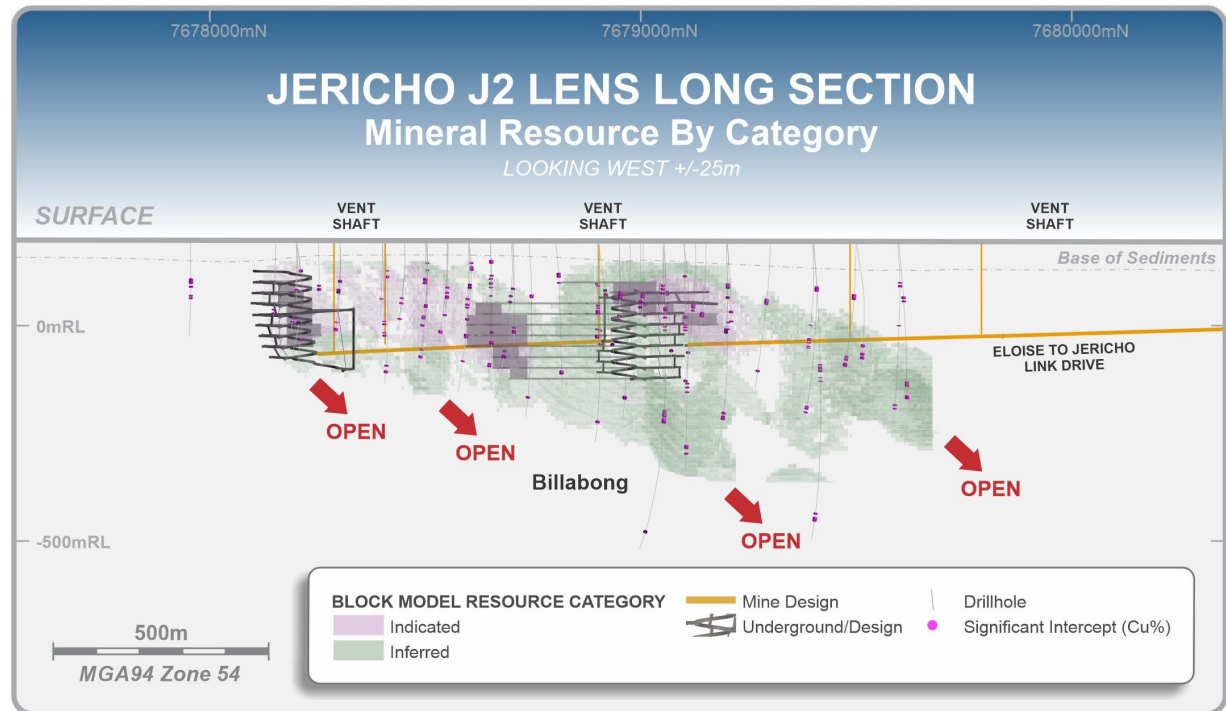 7678000mN
7679000mN
7680000mN
JERICHO J2 LENS LONG SECTION
Mineral Resource By Category
LOOKING WEST +/-25m
SURFACE
VENT
SHAFT
VENT
SHAFT
VENT
SHAFT
Base of Sediments
0mRL
ELOISE TO JERICHO
LINK DRIVE
OPEN
OPEN
Billabong
OPEN
OPEN
-500mRL
BLOCK MODEL RESOURCE CATEGORY
Indicated
Inferred
Mine Design
Underground/Design
Drillhole
Significant Intercept (Cu%)
500m
MGA94 Zone 54